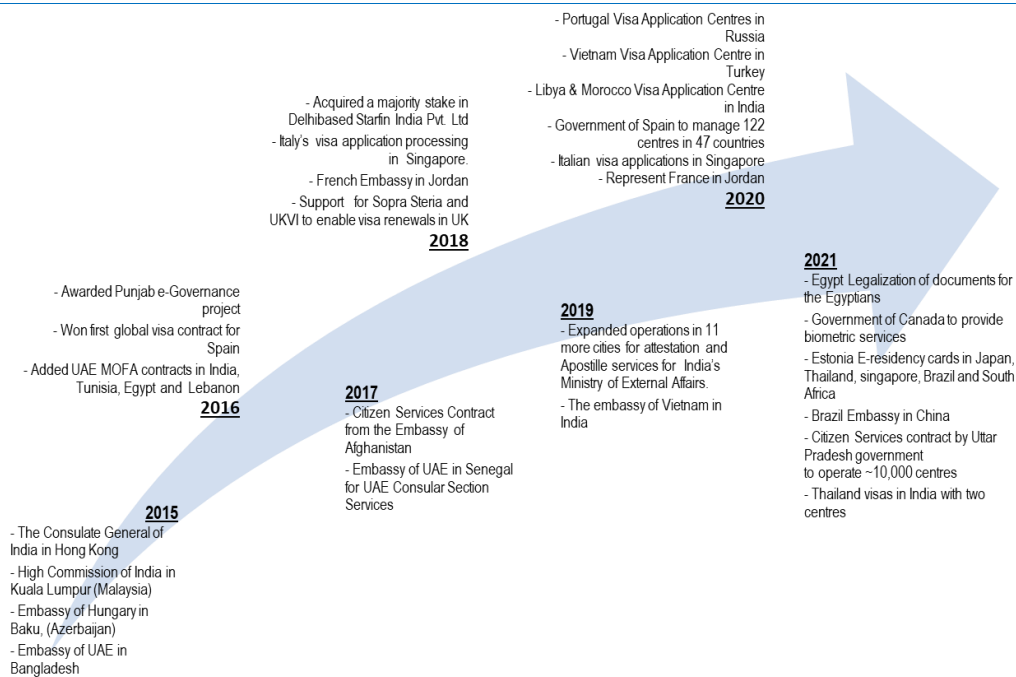 - Portugal Visa Application Centres in
Russia
- Vietnam Visa Application Centre in
Turkey
- Libya & Morocco Visa Application Centre
in India
- Government of Spain to manage 122
centres in 47 countries
- Italian visa applications in Singapore
- Represent France in Jordan
2020
- Acquired a majority stake in
Delhibased Starfin India Pvt. Ltd
- Italy's visa application processing
in Singapore.
- French Embassy in Jordan
- Support for Sopra Steria and
UKVI to enable visa renewals in UK
2018
2021
- Egypt Legalization of documents for
the Egyptians
- Government of Canada to provide
biometric services
- Estonia E-residency cards in Japan,
Thailand, singapore, Brazil and South
Africa
- Brazil Embassy in China
- Citizen Services contract by Uttar
Pradesh government
to operate ~10,000 centres
- Thailand visas in India with two
centres
- Awarded Punjab e-Governance
project
- Won first global visa contract for
Spain
- Added UAE MOFA contracts in India,
Tunisia, Egypt and Lebanon
2016
2019
- Expanded operations in 11
more cities for attestation and
Apostille services for India's
Ministry of External Affairs.
- The embassy of Vietnam in
India
2017
- Citizen Services Contract
from the Embassy of
Afghanistan
- Embassy of UAE in Senegal
for UAE Consular Section
Services
2015
- The Consulate General of
India in Hong Kong
- High Commission of India in
Kuala Lumpur (Malaysia)
- Embassy of Hungary in
Baku, (Azerbaijan)
- Embassy of UAE in
Bangladesh